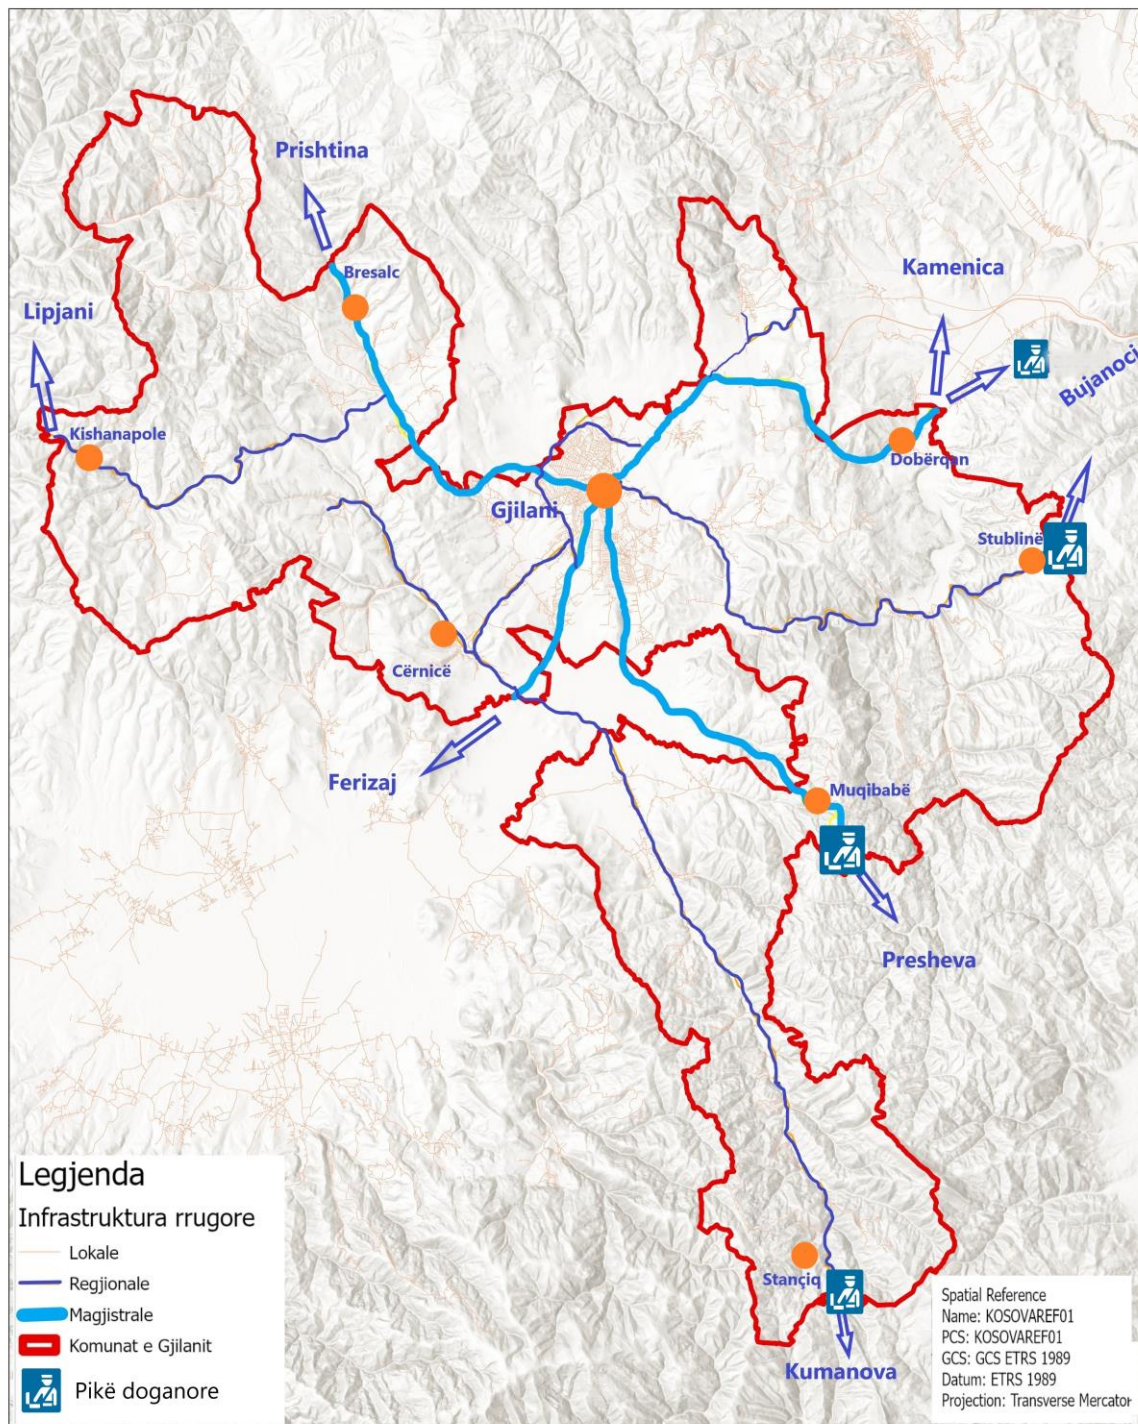 Prishtina
Bresalc
Kamenica
Lipjani
Bujanoci
Kishanapole
Dobërqan
Gjilani
Stublinë
Cërnicë
Ferizaj
Muqibabë
Presheva
Stançiq
Kumanova
Legjenda
Infrastruktura rrugore
Lokale
Regjionale
Magjistrale
Komunat e Gjilanit
Pikë doganore
Spatial Reference
Name: KOSOVAREF01
PCS: KOSOVAREF01
GCS: GCS ETRS 1989
Datum: ETRS 1989
Projection: Transverse Mercator